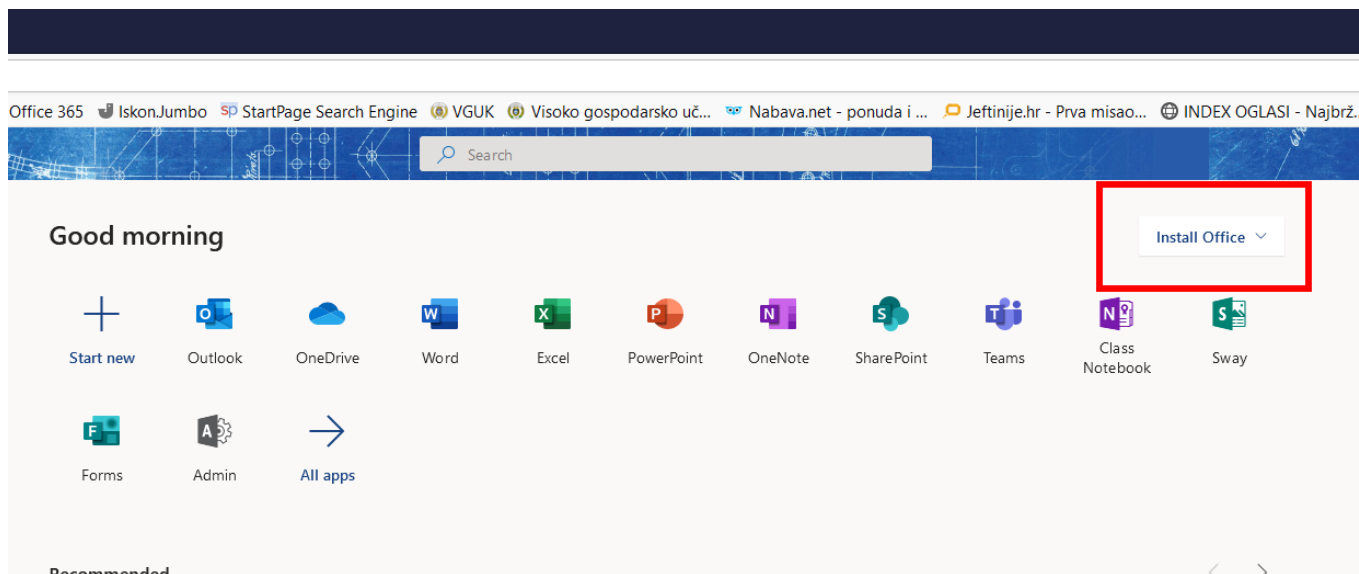 Office 365 Iskon.Jumbo SP StartPage Search Engine VGUK Visoko gospodarsko uč... Nabava.net - ponuda i ... Jeftinije.hr - Prva misao... INDEX OGLASI - Najbrž..
Search
Good morning
Install Office
Start new Outlook OneDrive Word Excel PowerPoint OneNote SharePoint Teams Class Notebook Sway
Forms Admin All apps
Recommended